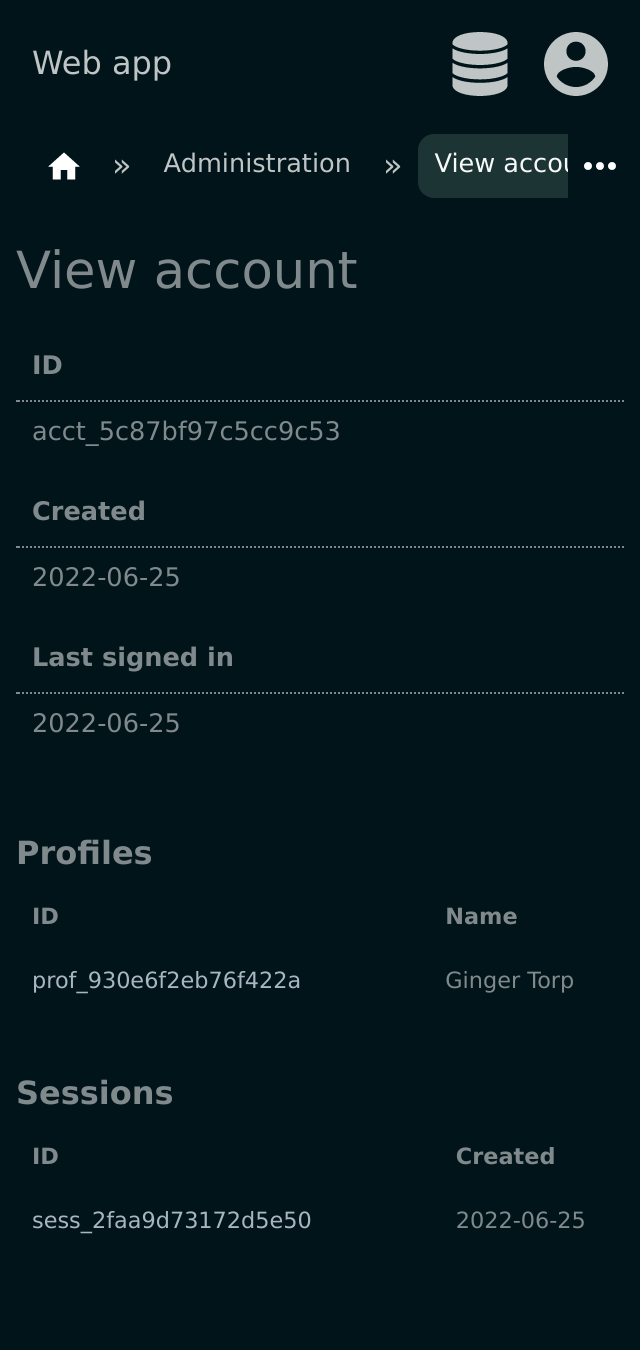 Web app
» Administration » View accou
View account
ID
acct_5c87bf97c5cc9c53
Created
2022-06-25
Last signed in
2022-06-25
Profiles
ID Name
prof_930e6f2eb76f422a Ginger Torp
Sessions
ID Created
sess_2faa9d73172d5e50 2022-06-25